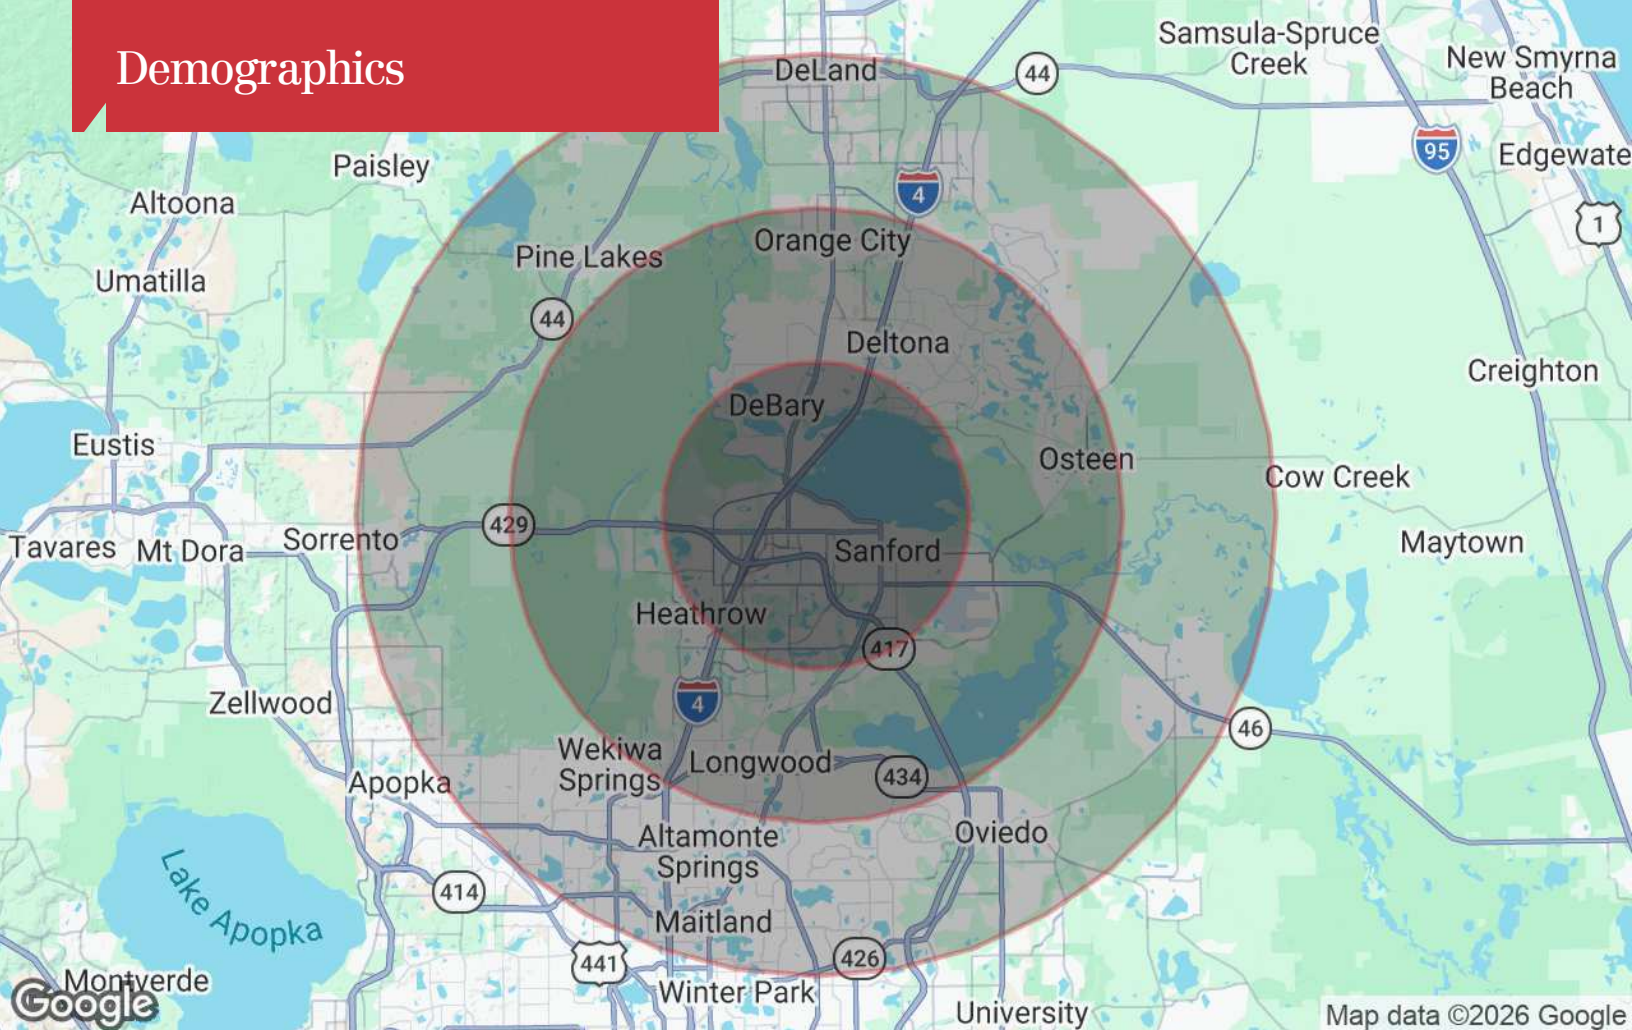 Demographics
Samsula-Spruce
Creek
New Smyrna
Beach
DeLand
44
95
Edgewate
Paisley
4
Altoona
1
Orange City
Pine Lakes
Umatilla
44
Deltona
Creighton
DeBary
Eustis
Osteen
Cow Creek
429
Sorrento
Tavares
Mt Dora
Sanford
Maytown
Heathrow
417
Zellwood
4
46
Wekiwa
Springs
Longwood
434
Apopka
Altamonte
Springs
Oviedo
414
Lake Apopka
Maitland
441
426
Montverde
Winter Park
University
Google
Map data ©2026 Google